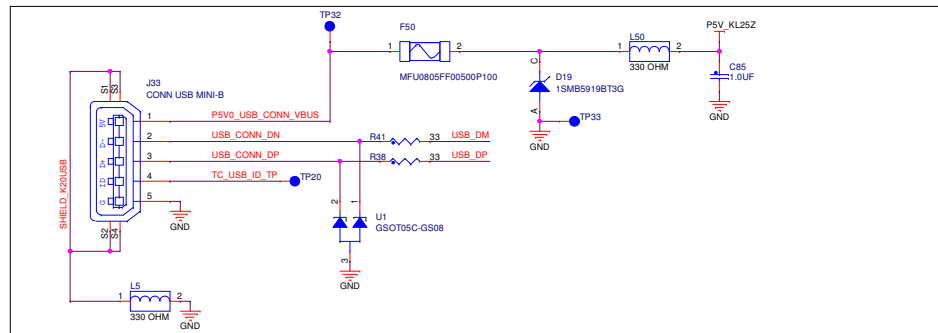 TP32
F50
P5V_KL25Z
L50
1 2
1 2
MFU0805FF00500P100
330 OHM
C85
1.0UF
C
D19
1SMB5919BT3G
A
TP33
GND
GND
S1 S3
J33
CONN USB MINI-B
5V 1 P5V0_USB_CONN_VBUS
D- 2 USB_CONN_DN R41 33 USB_DM
D+ 3 USB_CONN_DP R38 33 USB_DP
ID 4 TC_USB_ID_TP TP20
G 5
GND
SHIELD_K20USB
S2 S4
2 1
U1
GSOT05C-GS08
3
GND
L5
1 2
330 OHM
GND